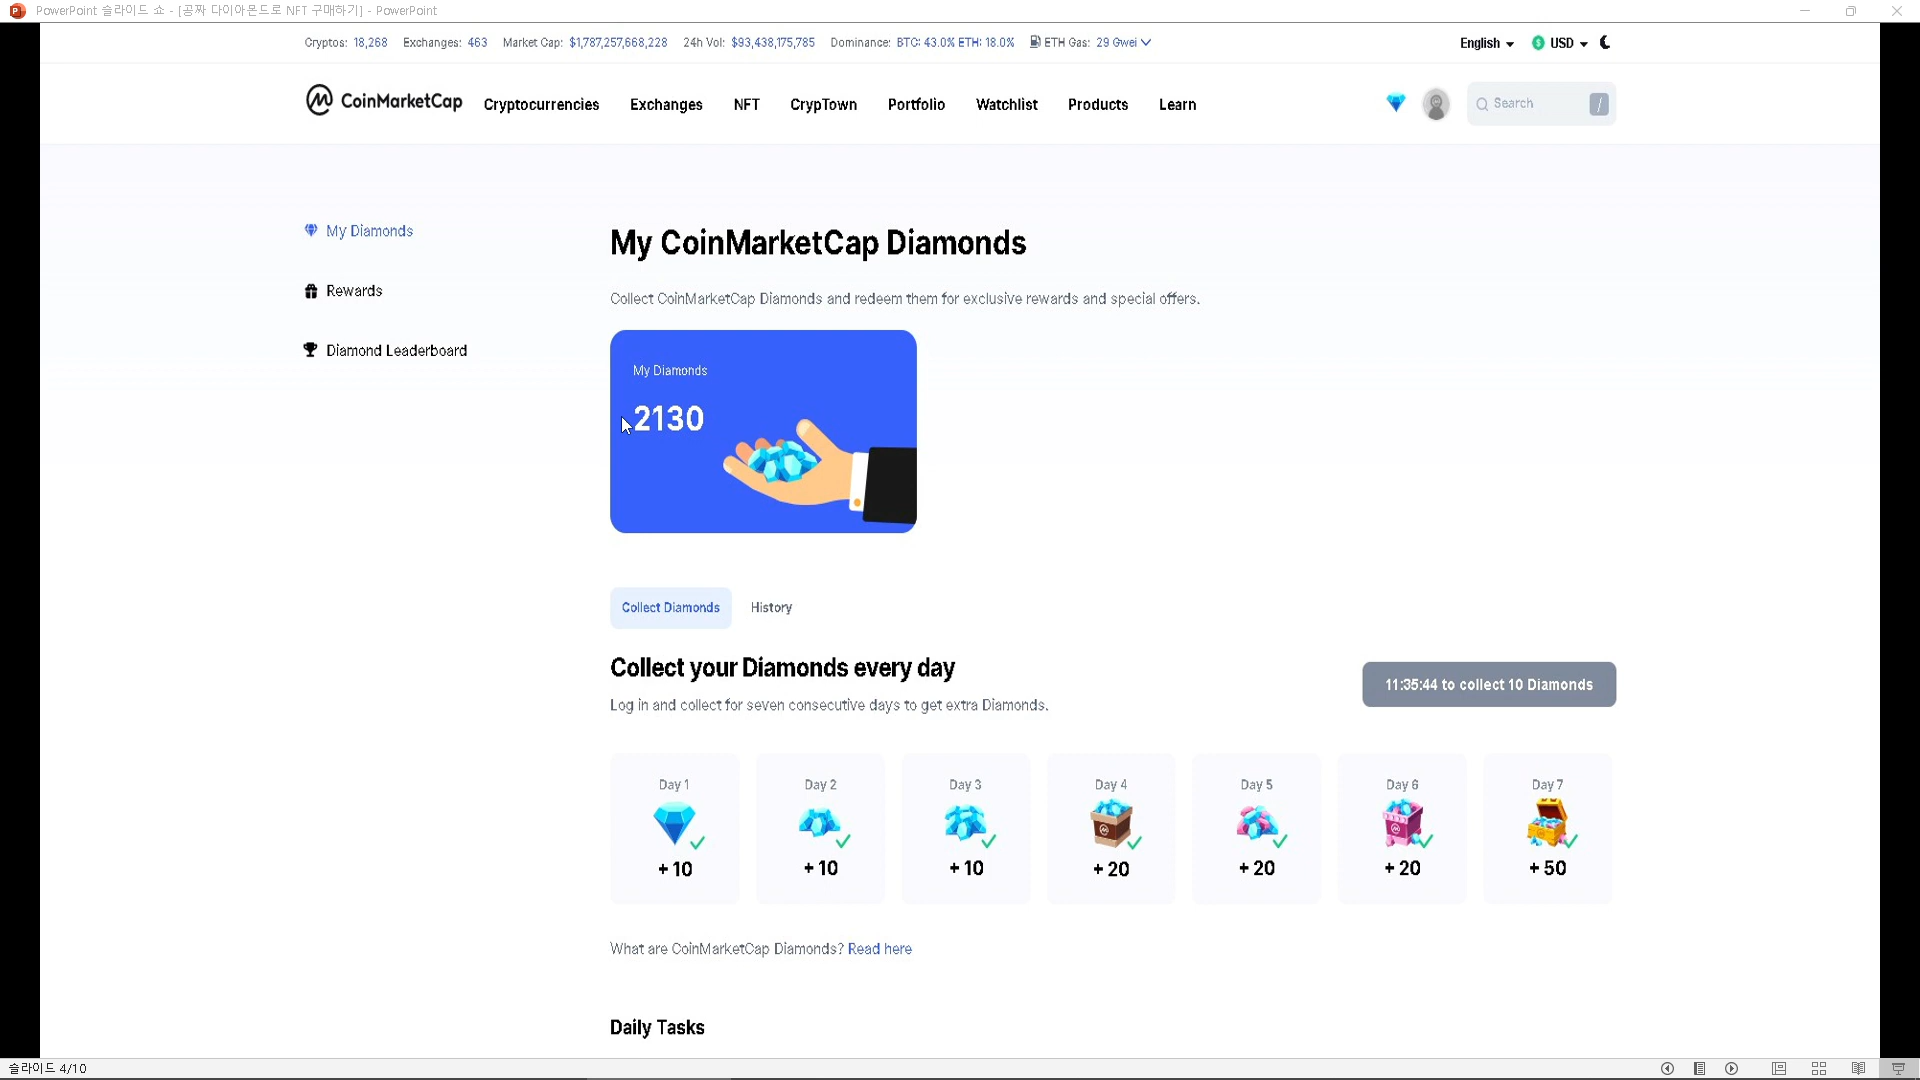 PowerPoint 슬라이드 쇼 - [공짜 다이아몬드로 NFT 구매하기] - PowerPoint
Cryptos: 18,268 Exchanges: 463 Market Cap: $1,787,257,668,228 24h Vol: $93,438,175,785 Dominance: BTC: 43.0% ETH: 18.0% ETH Gas: 29 Gwei English USD
CoinMarketCap Cryptocurrencies Exchanges NFT CrypTown Portfolio Watchlist Products Learn Search /
My Diamonds
Rewards
Diamond Leaderboard
My CoinMarketCap Diamonds
Collect CoinMarketCap Diamonds and redeem them for exclusive rewards and special offers.
My Diamonds
2130
Collect Diamonds History
Collect your Diamonds every day
Log in and collect for seven consecutive days to get extra Diamonds.
11:35:44 to collect 10 Diamonds
Day 1 Day 2 Day 3 Day 4 Day 5 Day 6 Day 7
+ 10 + 10 + 10 + 20 + 20 + 20 + 50
What are CoinMarketCap Diamonds? Read here
Daily Tasks
슬라이드 4/10